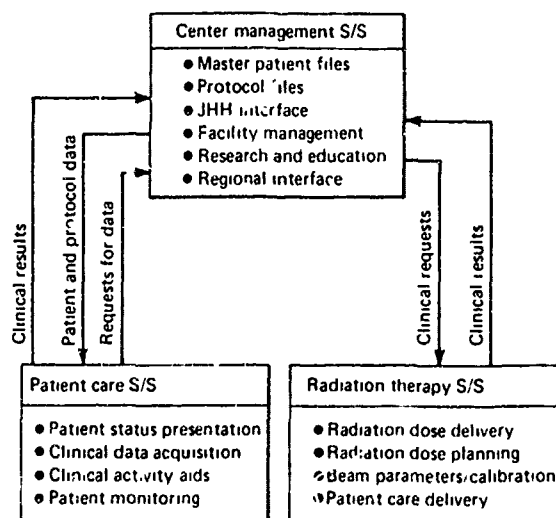 Center management S/S
● Master patient files
● Protocol files
● JHH interface
● Facility management
● Research and education
● Regional interface
Clinical results
Patient and protocol data
Requests for data
Clinical requests
Clinical results
Patient care S/S
● Patient status presentation
● Clinical data acquisition
● Clinical activity aids
● Patient monitoring
Radiation therapy S/S
● Radiation dose delivery
● Radiation dose planning
● Beam parameters/calibration
● Patient care delivery